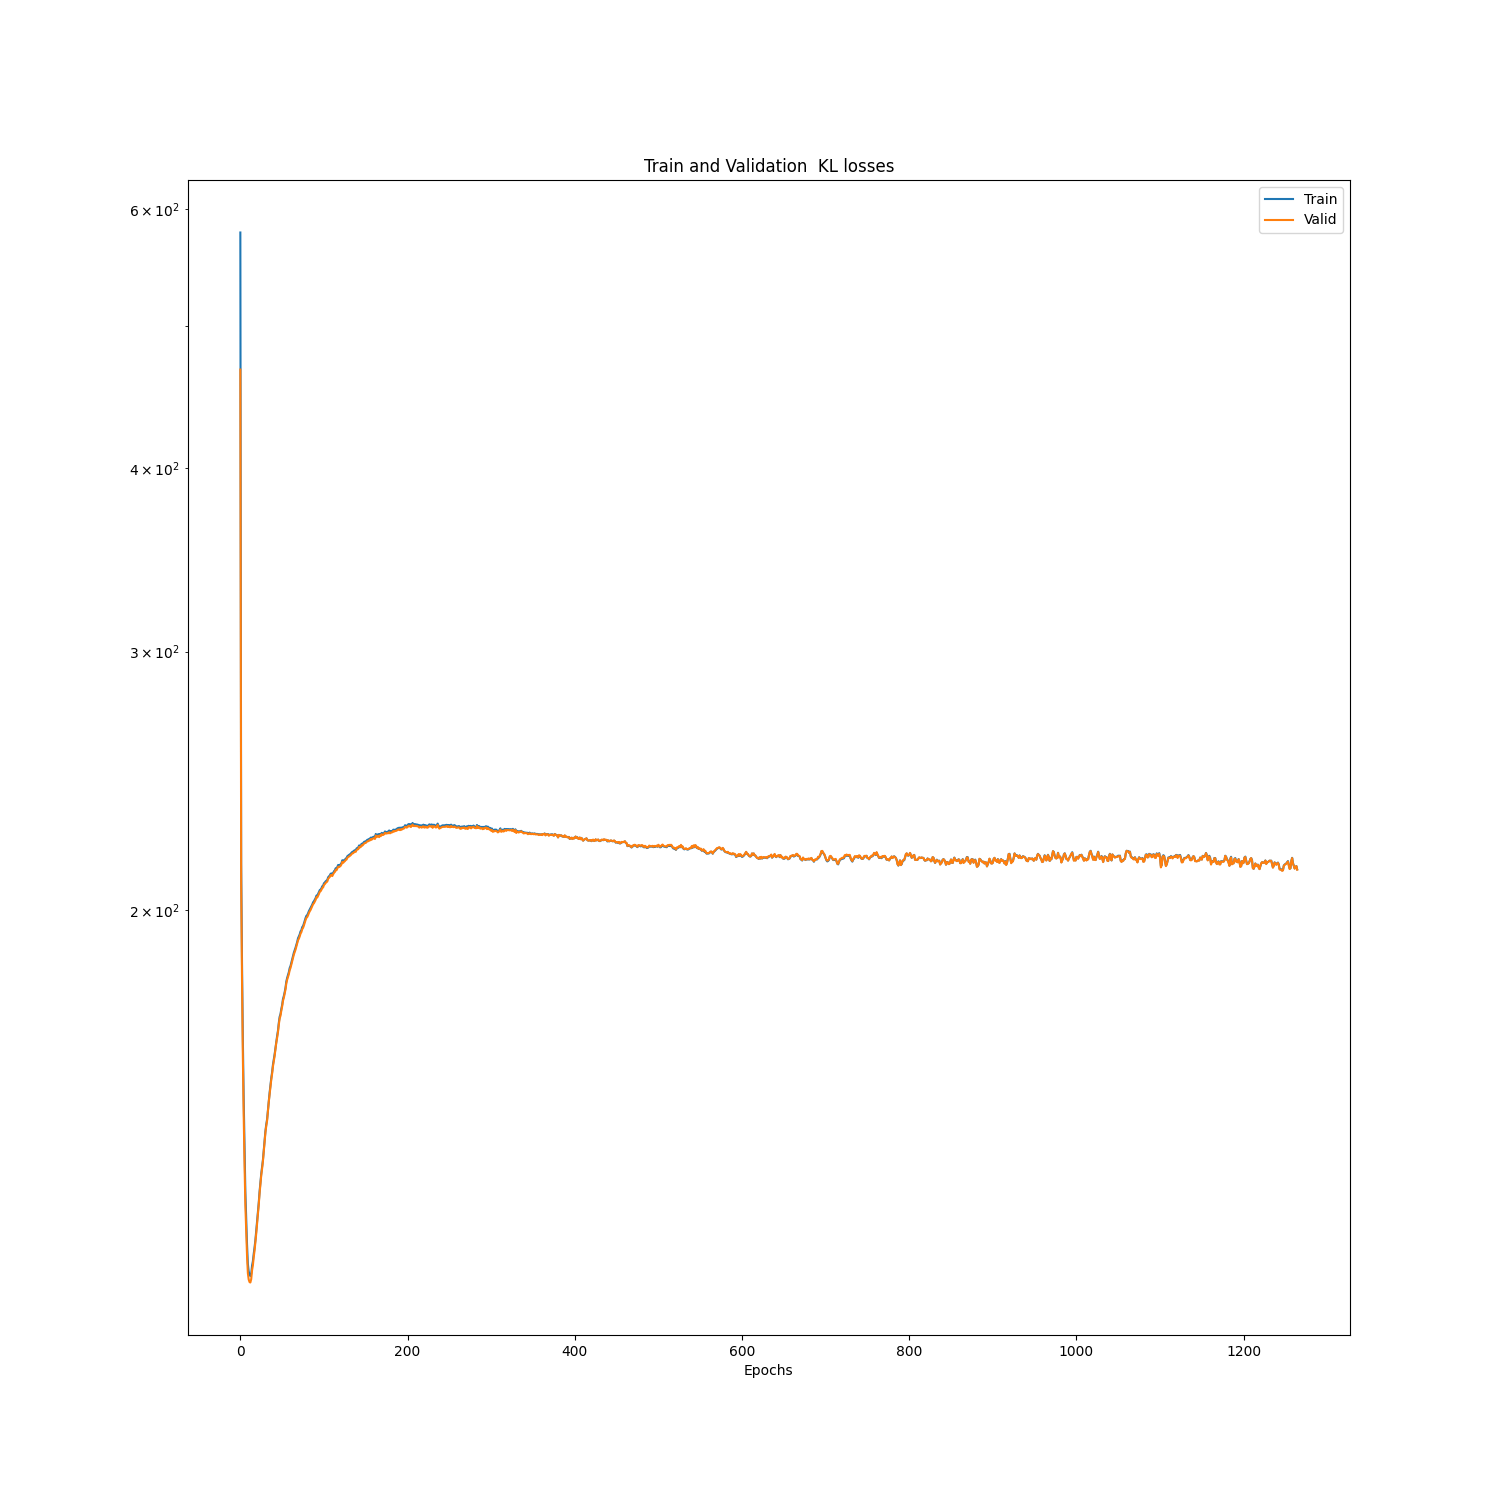 Train and Validation  KL losses
Train
Valid
6 × 10²
4 × 10²
3 × 10²
2 × 10²
0 200 400 600 800 1000 1200
Epochs